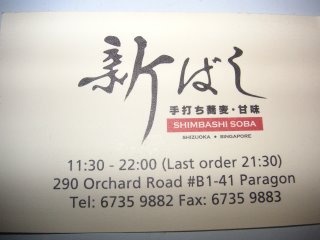 新ばし
手打ち蕎麦・甘味
SHIMBASHI SOBA
SHIZUOKA • SINGAPORE
11:30 - 22:00 (Last order 21:30)
290 Orchard Road #B1-41 Paragon
Tel: 6735 9882 Fax: 6735 9883